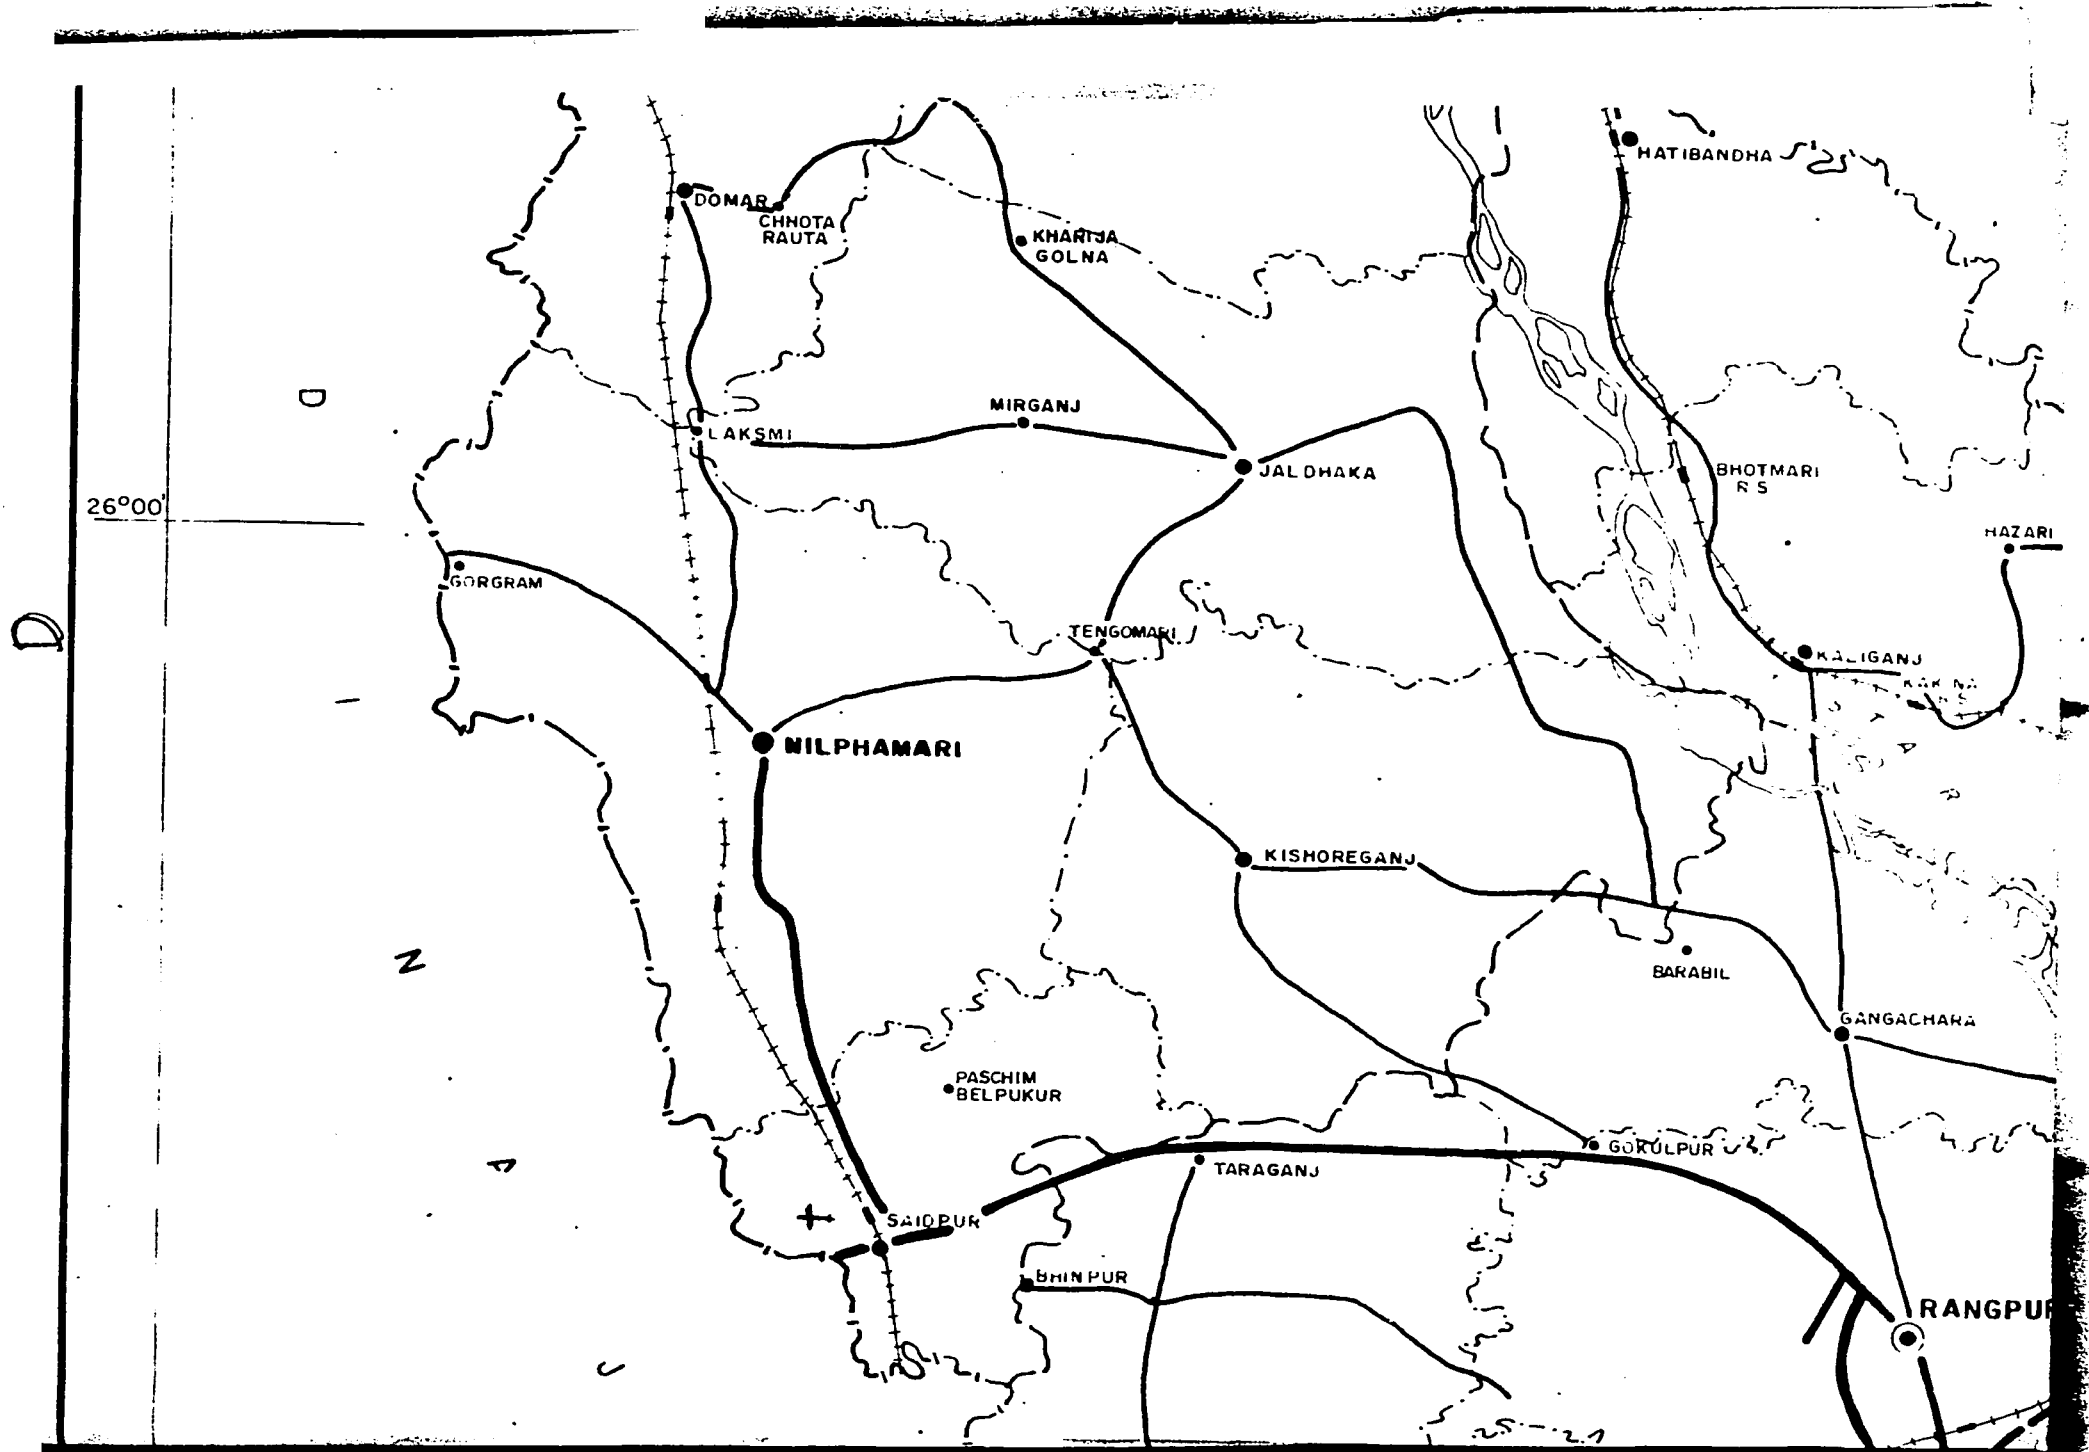 HATIBANDHA
DOMAR
CHHOTA
RAUTA
KHARIJA
GOLNA
D
MIRGANJ
LAKSMI
JALDHAKA
BHOTMARI
R S
26°00'
HAZARI
GORGRAM
D
TENGOMARI
KALIGANJ
KAKINA
I
NILPHAMARI
KISHOREGANJ
N
BARABIL
GANGACHARA
PASCHIM
BELPUKUR
GOKULPUR
A
TARAGANJ
SAIDPUR
BHINPUR
RANGPUR
J